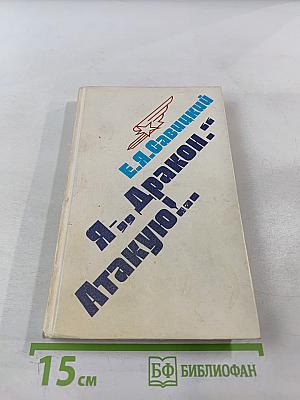 Е.Я.Савицкий
Я-„Дракон.“
Атакую!...
15 см
БФ БИБЛИОФАН